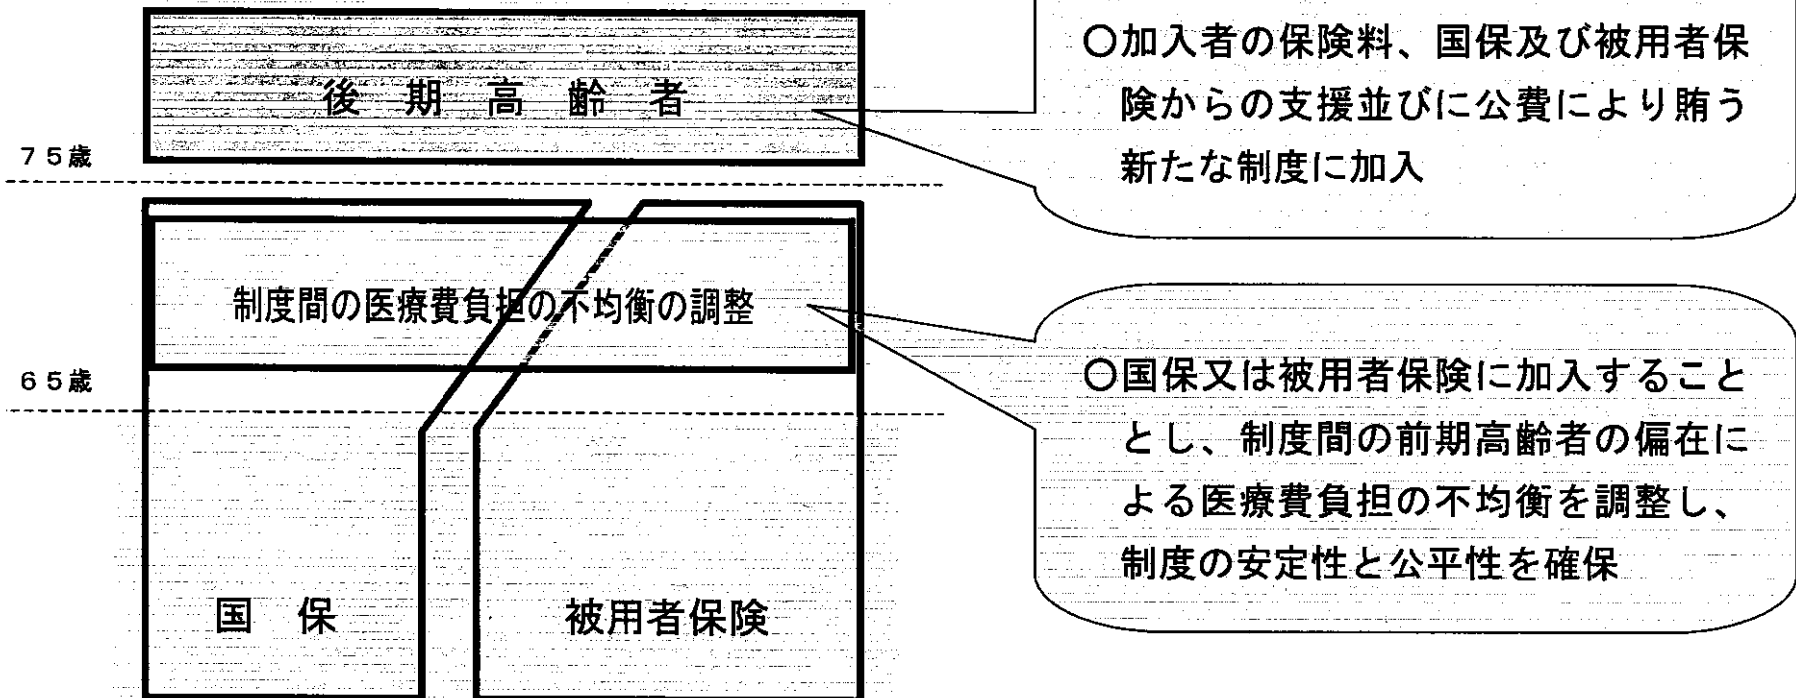 後期高齢者
○加入者の保険料、国保及び被用者保
険からの支援並びに公費により賄う
新たな制度に加入
75歳
制度間の医療費負担の不均衡の調整
65歳
○国保又は被用者保険に加入すること
とし、制度間の前期高齢者の偏在に
よる医療費負担の不均衡を調整し、
制度の安定性と公平性を確保
国保
被用者保険